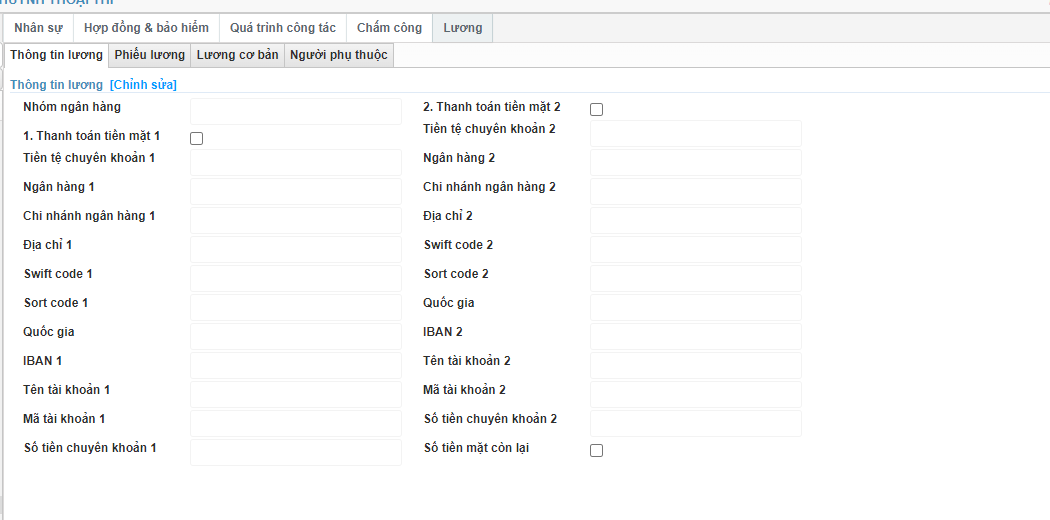 Nhân sự
Hợp đồng & bảo hiểm
Quá trình công tác
Chấm công
Lương
Thông tin lương
Phiếu lương
Lương cơ bản
Người phụ thuộc
Thông tin lương [Chỉnh sửa]
Nhóm ngân hàng
1. Thanh toán tiền mặt 1
Tiền tệ chuyển khoản 1
Ngân hàng 1
Chi nhánh ngân hàng 1
Địa chỉ 1
Swift code 1
Sort code 1
Quốc gia
IBAN 1
Tên tài khoản 1
Mã tài khoản 1
Số tiền chuyển khoản 1
2. Thanh toán tiền mặt 2
Tiền tệ chuyển khoản 2
Ngân hàng 2
Chi nhánh ngân hàng 2
Địa chỉ 2
Swift code 2
Sort code 2
Quốc gia
IBAN 2
Tên tài khoản 2
Mã tài khoản 2
Số tiền chuyển khoản 2
Số tiền mặt còn lại